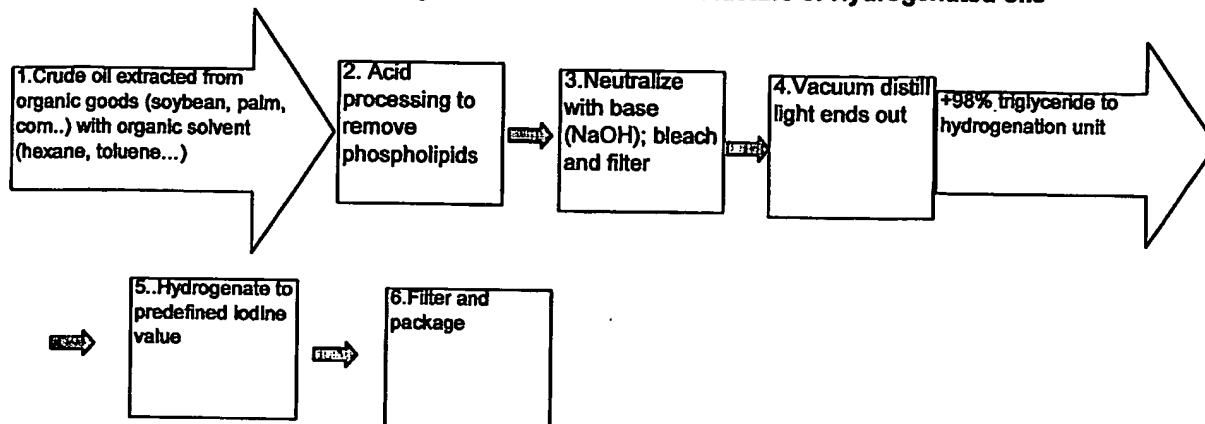 of Hydrogenated oils
1.Crude oil extracted from
organic goods (soybean, palm,
corn..) with organic solvent
(hexane, toluene...)
2. Acid
processing to
remove
phospholipids
3.Neutralize
with base
(NaOH); bleach
and filter
4.Vacuum distill
light ends out
+98% triglyceride to
hydrogenation unit
5..Hydrogenate to
predefined iodine
value
6.Filter and
package